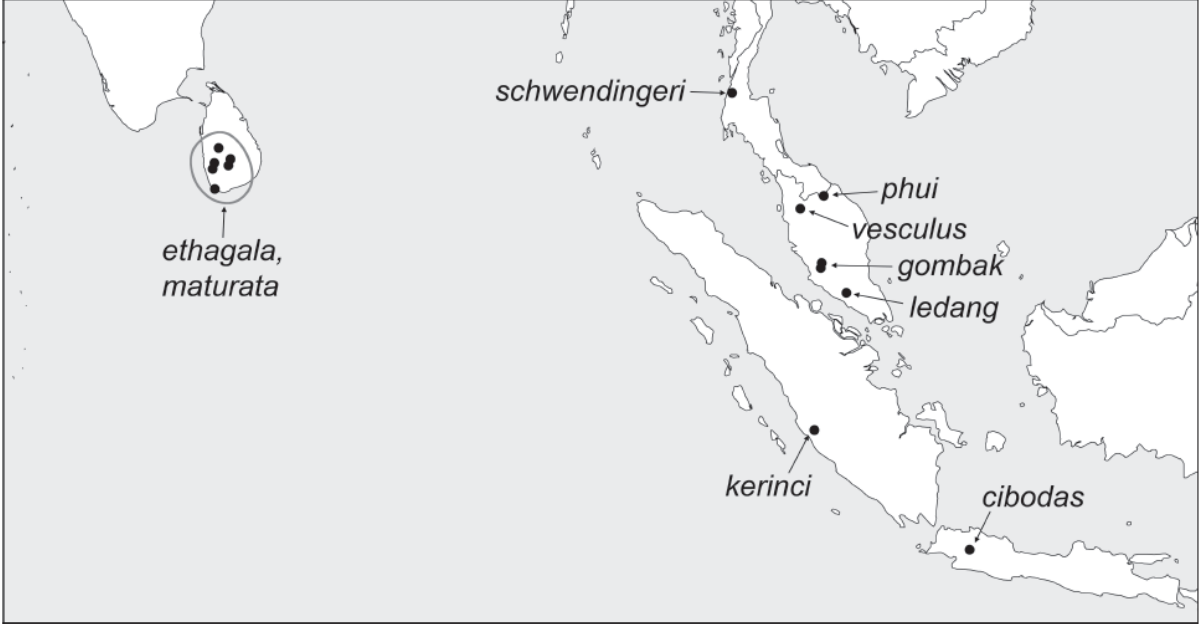 schwendingeri
phui
vesculus
ethagala,
maturata
gombak
ledang
kerinci
cibodas